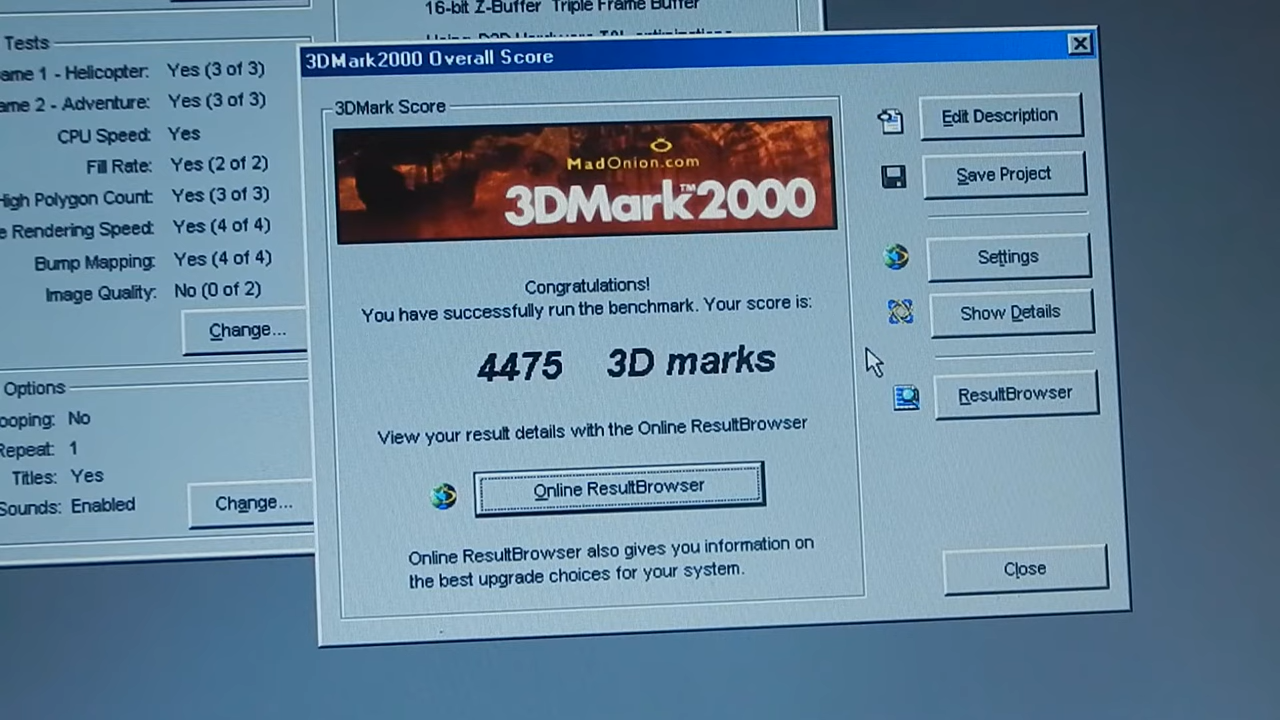 16-bit Z-Buffer Triple Frame Buffer
Tests
ame 1 - Helicopter: Yes (3 of 3)
ame 2 - Adventure: Yes (3 of 3)
CPU Speed: Yes
Fill Rate: Yes (2 of 2)
High Polygon Count: Yes (3 of 3)
e Rendering Speed: Yes (4 of 4)
Bump Mapping: Yes (4 of 4)
Image Quality: No (0 of 2)
Change...
Options
ooping: No
Repeat: 1
Titles: Yes
Sounds: Enabled
Change...
3DMark2000 Overall Score
3DMark Score
MadOnion.com
3DMark™2000
Congratulations!
You have successfully run the benchmark. Your score is:
4475 3D marks
View your result details with the Online ResultBrowser
Online ResultBrowser
Online ResultBrowser also gives you information on
the best upgrade choices for your system.
Edit Description
Save Project
Settings
Show Details
ResultBrowser
Close